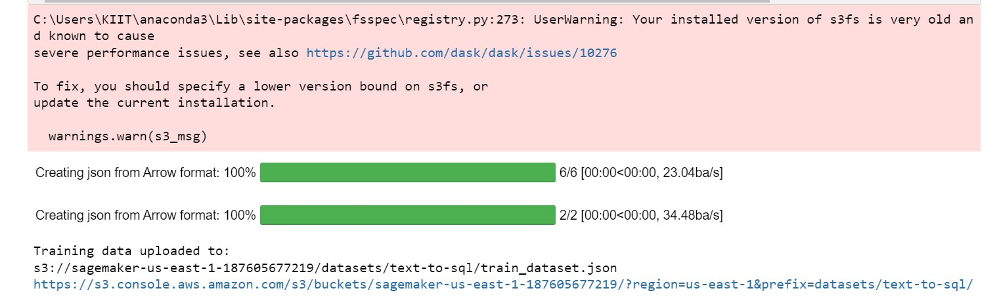 C:\Users\KIIT\anaconda3\Lib\site-packages\fsspec\registry.py:273: UserWarning: Your installed version of s3fs is very old an
d known to cause
severe performance issues, see also https://github.com/dask/dask/issues/10276
To fix, you should specify a lower version bound on s3fs, or
update the current installation.
warnings.warn(s3_msg)
Creating json from Arrow format: 100% 6/6 [00:00<00:00, 23.04ba/s]
Creating json from Arrow format: 100% 2/2 [00:00<00:00, 34.48ba/s]
Training data uploaded to:
s3://sagemaker-us-east-1-187605677219/datasets/text-to-sql/train_dataset.json
https://s3.console.aws.amazon.com/s3/buckets/sagemaker-us-east-1-187605677219/?region=us-east-1&prefix=datasets/text-to-sql/